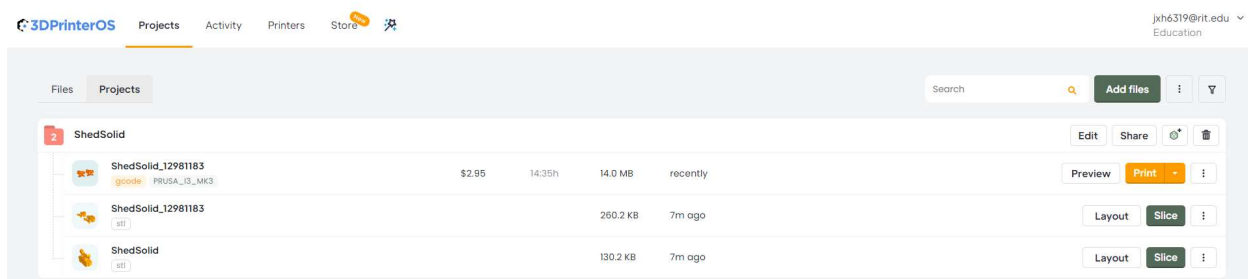 3DPrinterOS Projects Activity Printers Store New jxh6319@rit.edu
Education
Files Projects Search Add files
2 ShedSolid Edit Share
ShedSolid_12981183 $2.95 14:35h 14.0 MB recently Preview Print
gcode PRUSA_I3_MK3
ShedSolid_12981183 260.2 KB 7m ago Layout Slice
stl
ShedSolid 130.2 KB 7m ago Layout Slice
stl